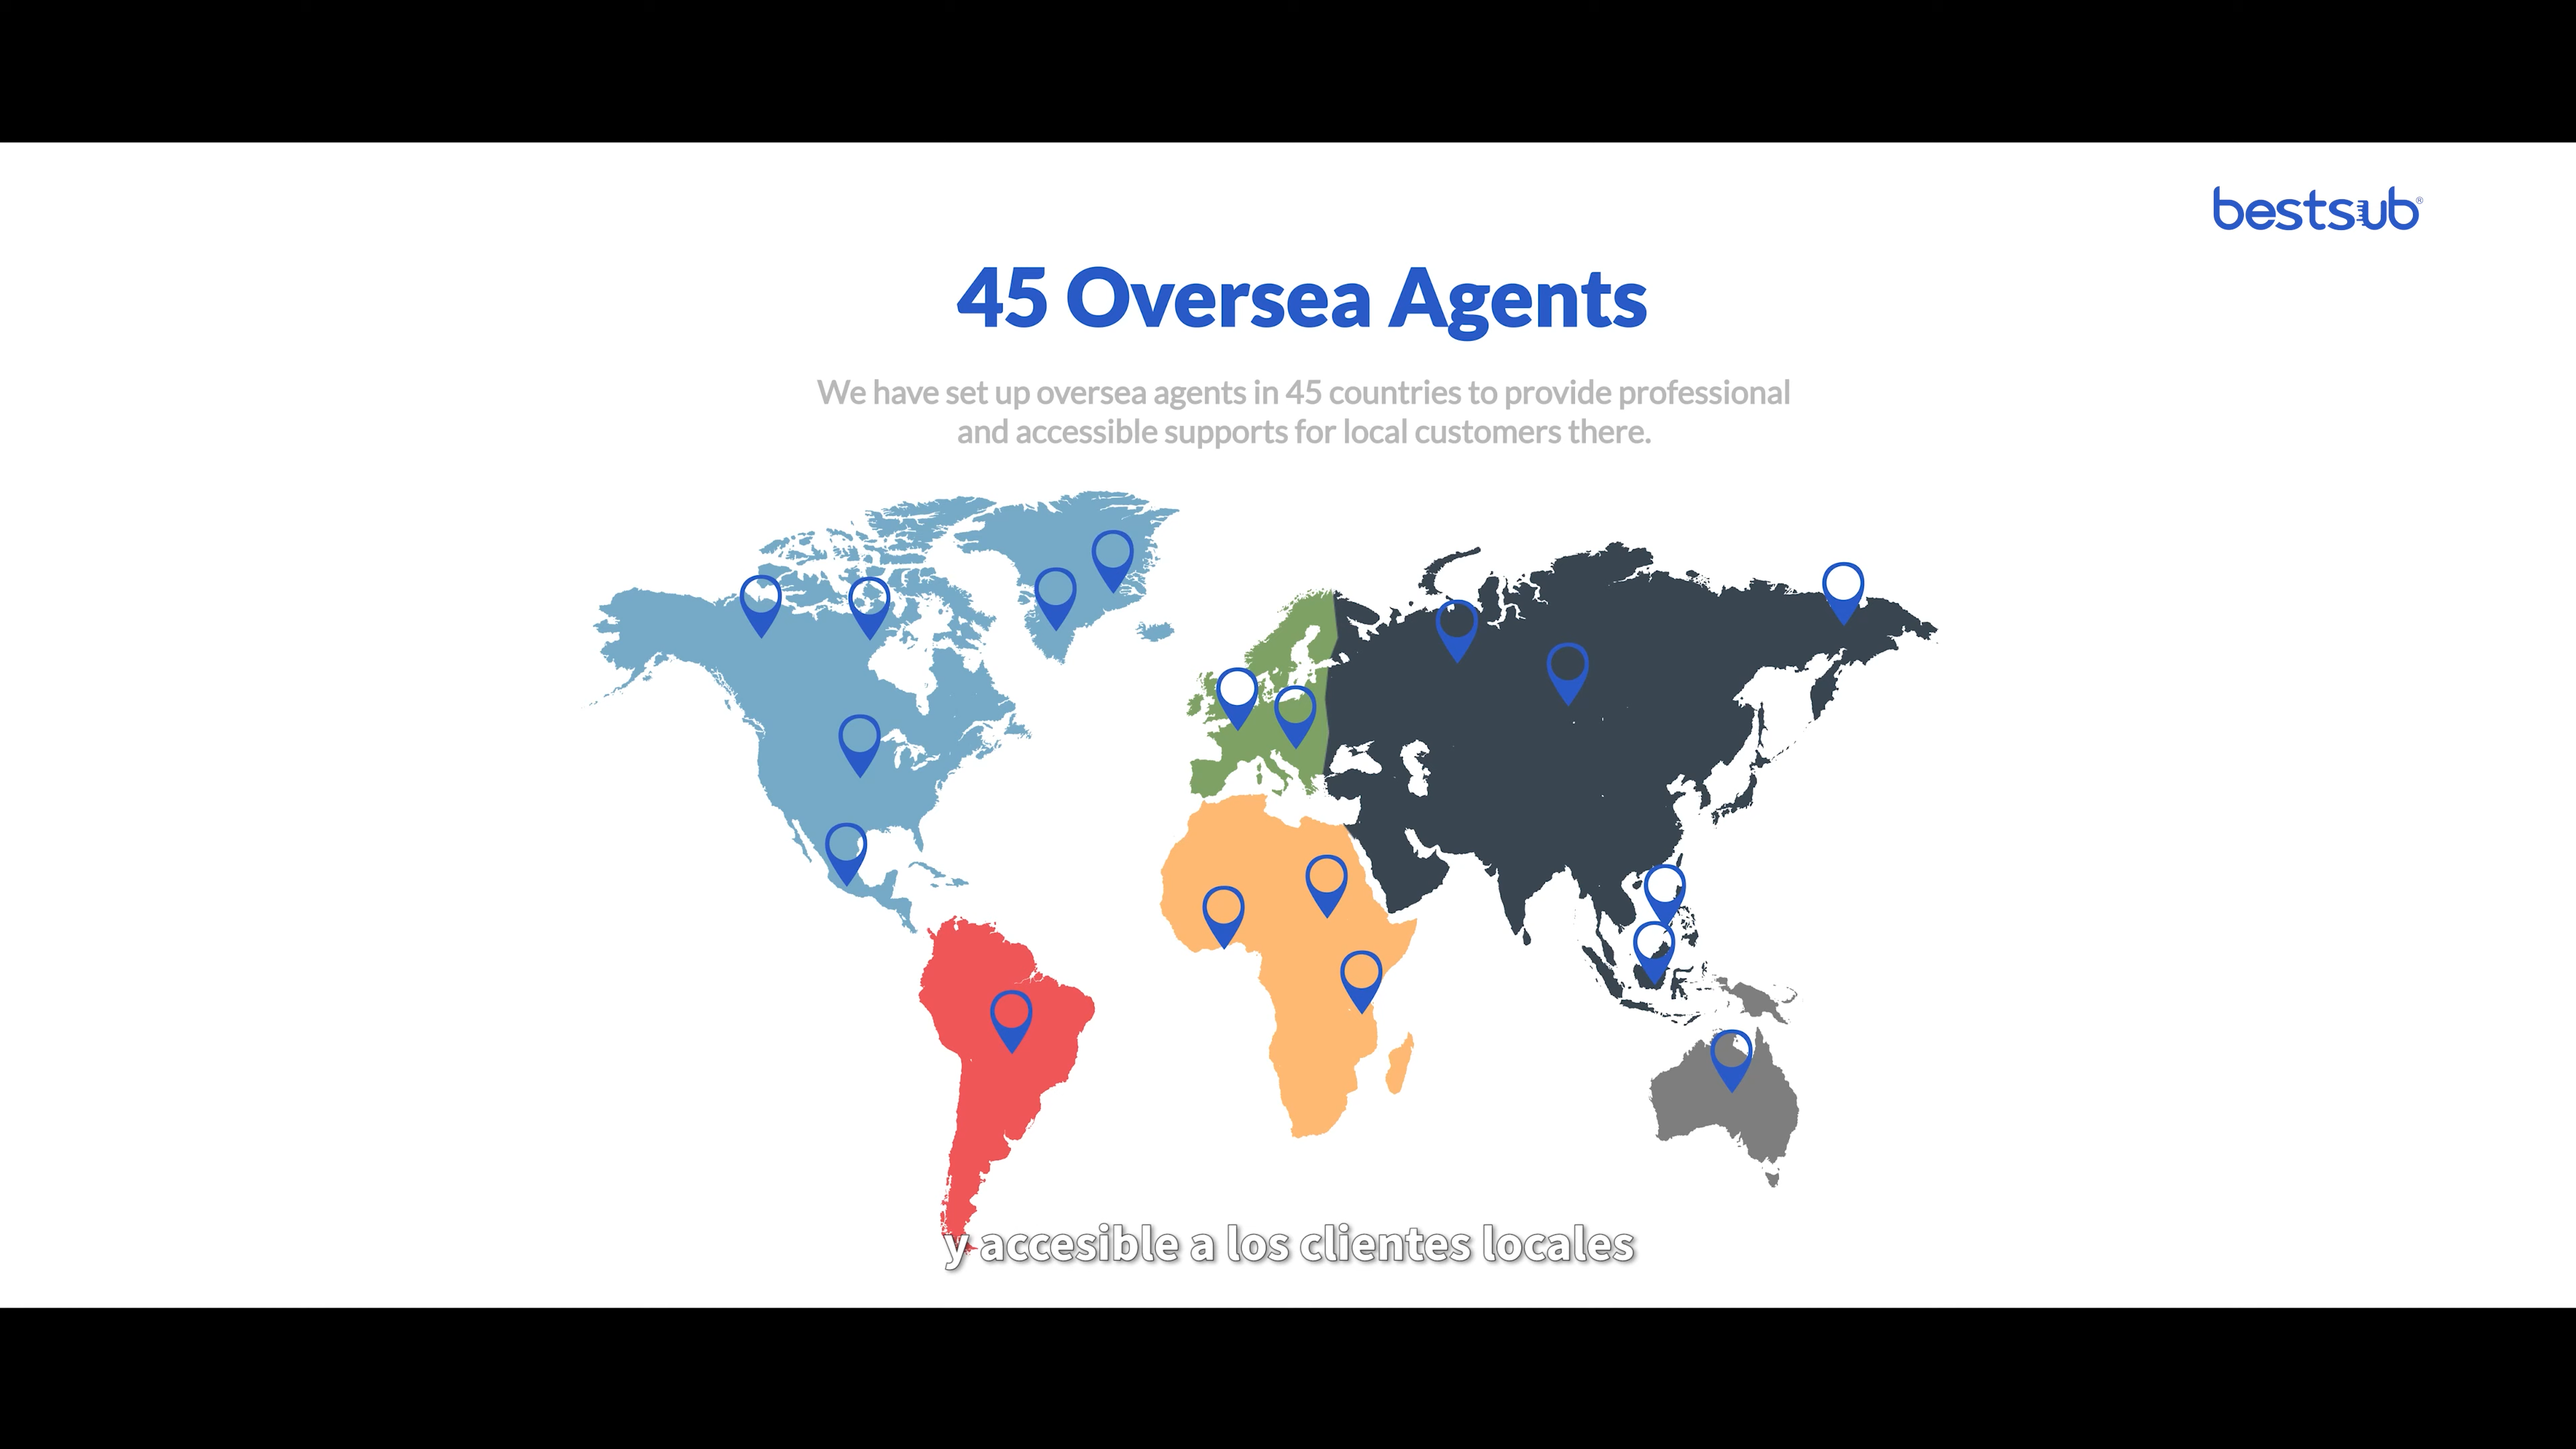 bestsub®
45 Oversea Agents
We have set up oversea agents in 45 countries to provide professional
and accessible supports for local customers there.
y accesible a los clientes locales